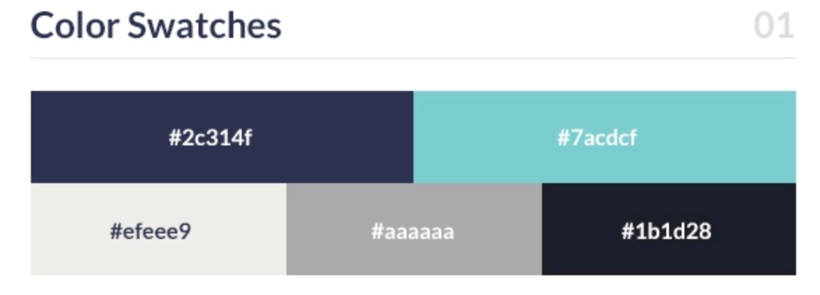 Color Swatches 01
#2c314f #7acdcf
#efeee9 #aaaaaa #1b1d28